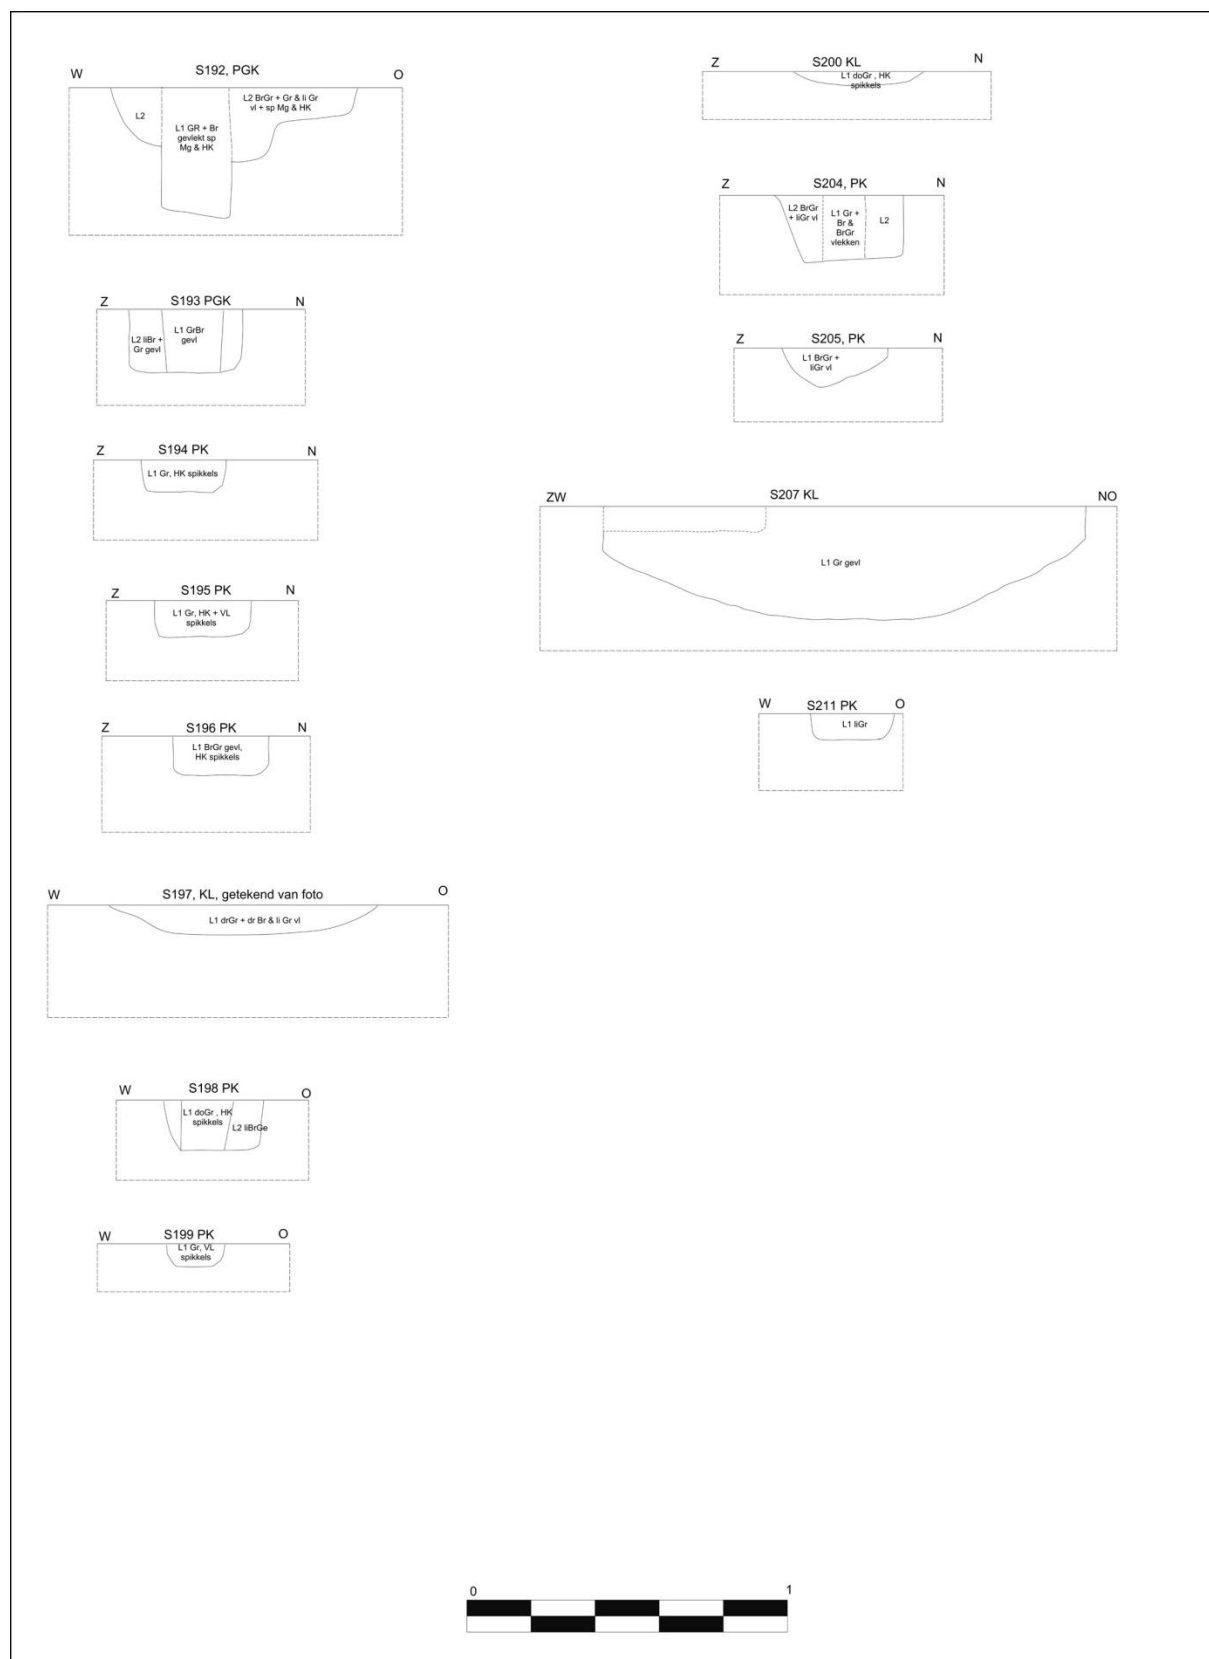 W S192, PGK O
L2
L1 GR + Br
gevlekt sp
Mg & HK
L2 BrGr + Gr & li Gr
vl + sp Mg & HK
Z S193 PGK N
L2 liBr +
Gr gevl
L1 GrBr
gevl
Z S194 PK N
L1 Gr, HK spikkels
Z S195 PK N
L1 Gr, HK + VL
spikkels
Z S196 PK N
L1 BrGr gevl,
HK spikkels
W S197, KL, getekend van foto O
L1 drGr + dr Br & li Gr vl
W S198 PK O
L1 doGr , HK
spikkels
L2 liBrGe
W S199 PK O
L1 Gr, VL
spikkels
Z S200 KL N
L1 doGr , HK
spikkels
Z S204, PK N
L2 BrGr
+ liGr vl
L1 Gr +
Br &
BrGr
vlekken
L2
Z S205, PK N
L1 BrGr +
liGr vl
ZW S207 KL NO
L1 Gr gevl
W S211 PK O
L1 liGr
0 1